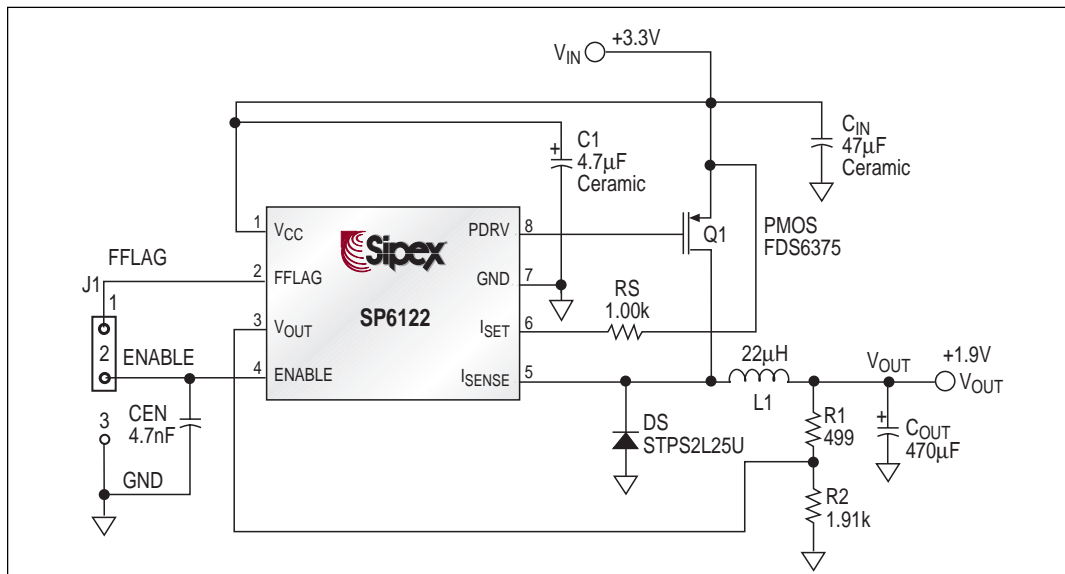 +3.3V
VIN
C1
4.7µF
Ceramic
CIN
47µF
Ceramic
1
VCC
Sipex
PDRV
8
Q1
PMOS
FDS6375
FFLAG
J1
1
2
FFLAG
GND
7
SP6122
RS
1.00k
3
VOUT
ISET
6
2
ENABLE
4
ENABLE
ISENSE
5
22µH
L1
VOUT
+1.9V
VOUT
3
CEN
4.7nF
GND
DS
STPS2L25U
R1
499
COUT
470µF
R2
1.91k